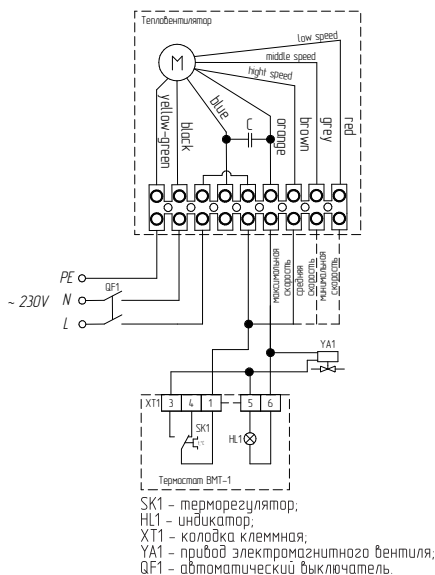 Тепловентилятор
low speed
middle speed
hight speed
M
yellow-green
black
blue
C
orange
brown
grey
red
максимальная скорость
средняя скорость
минимальная скорость
PE
~ 230V
N
QF1
L
YA1
XT1
3
4
1
5
6
SK1
t°C
HL1
Термостат ВМТ-1
SK1 - терморегулятор;
HL1 - индикатор;
XT1 - колодка клеммная;
YA1 - привод электромагнитного вентиля;
QF1 - автоматический выключатель.